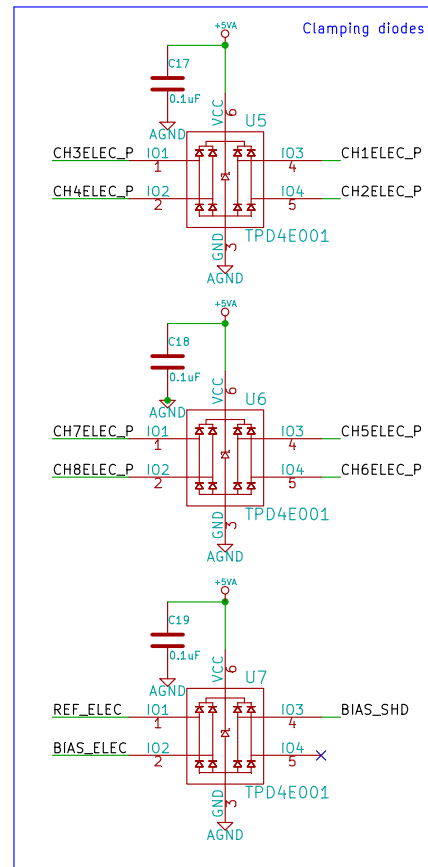 Clamping diodes
+5VA
C17
0.1uF
AGND
VCC
6
U5
CH3ELEC_P IO1 1
IO3 4 CH1ELEC_P
CH4ELEC_P IO2 2
IO4 5 CH2ELEC_P
GND
3
TPD4E001
AGND
+5VA
C18
0.1uF
AGND
VCC
6
U6
CH7ELEC_P IO1 1
IO3 4 CH5ELEC_P
CH8ELEC_P IO2 2
IO4 5 CH6ELEC_P
GND
3
TPD4E001
AGND
+5VA
C19
0.1uF
AGND
VCC
6
U7
REF_ELEC IO1 1
IO3 4 BIAS_SHD
BIAS_ELEC IO2 2
IO4 5
GND
3
TPD4E001
AGND